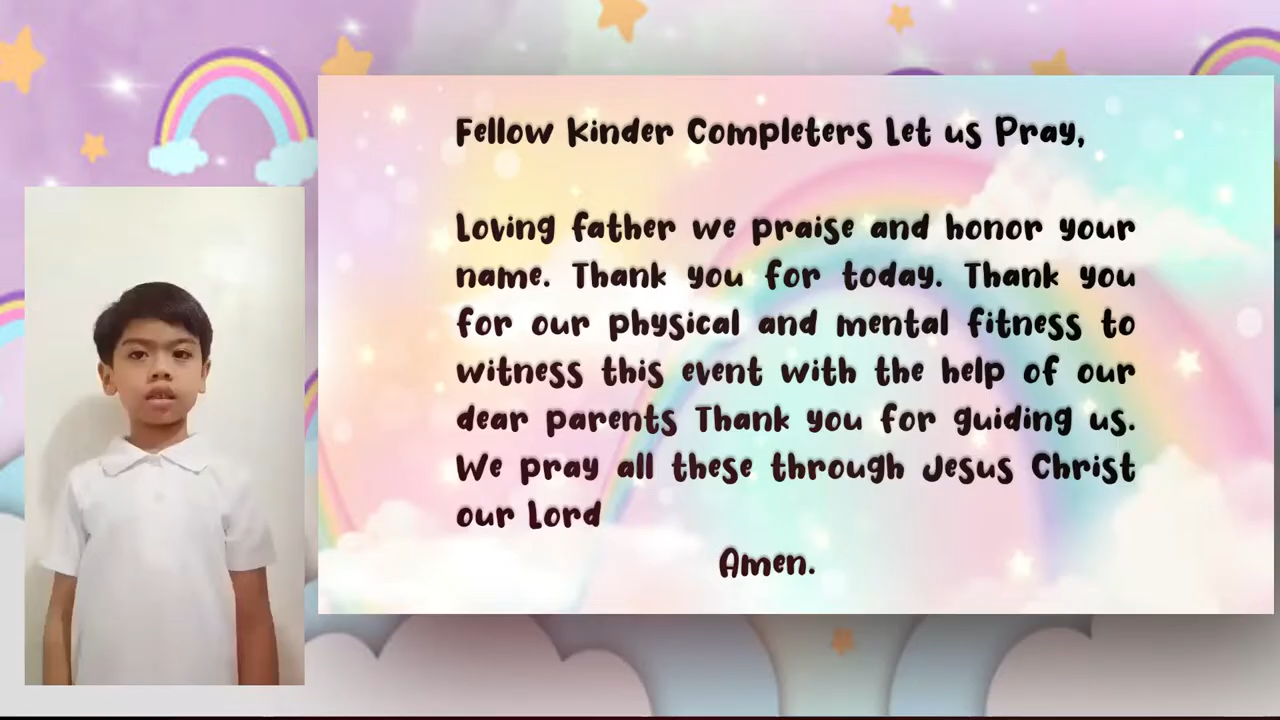 Fellow Kinder Completers Let us Pray,
Loving father we praise and honor your
name. Thank you for today. Thank you
for our physical and mental fitness to
witness this event with the help of our
dear parents Thank you for guiding us.
We pray all these through Jesus Christ
our Lord
Amen.